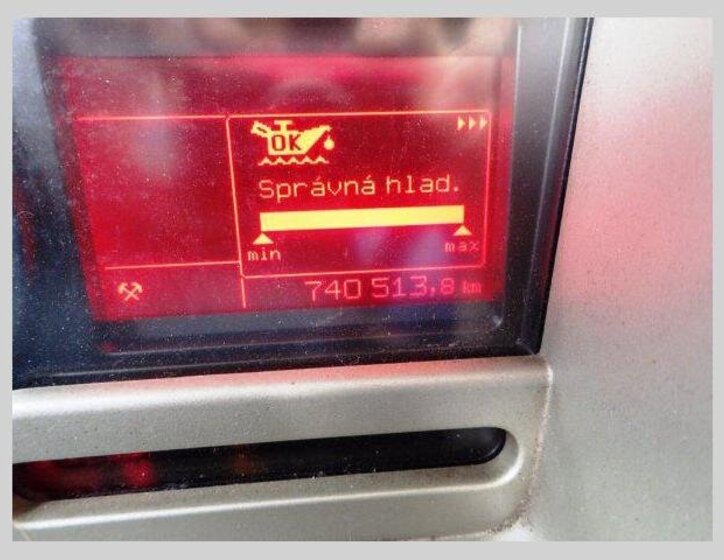 OK
Správná hlad.
min max
740 513.8 km